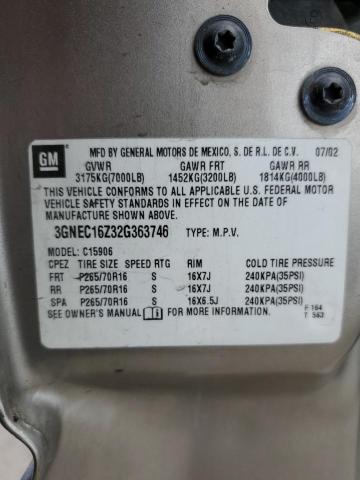 GM
MFD BY GENERAL MOTORS DE MEXICO, S. DE R.L. DE C.V. 07/02
GVWR GAWR FRT GAWR RR
3175KG(7000LB) 1452KG(3200LB) 1814KG(4000LB)
THIS VEHICLE CONFORMS TO ALL APPLICABLE U.S. FEDERAL MOTOR
VEHICLE SAFETY STANDARDS IN EFFECT ON THE DATE OF
MANUFACTURE SHOWN ABOVE.
3GNEC16Z32G363746 TYPE: M.P.V.
MODEL: C15906
CPEZ TIRE SIZE SPEED RTG RIM COLD TIRE PRESSURE
FRT P265/70R16 S 16X7J 240KPA(35PSI)
RR P265/70R16 S 16X7J 240KPA(35PSI)
SPA P265/70R16 S 16X6.5J 240KPA(35PSI)
SEE OWNER'S MANUAL FOR MORE INFORMATION.
F 164
T 563